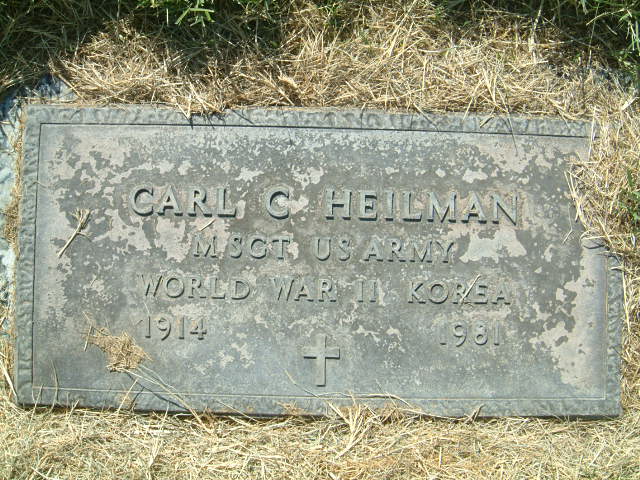 CARL C HEILMAN
M SGT US ARMY
WORLD WAR II KOREA
1914 1981